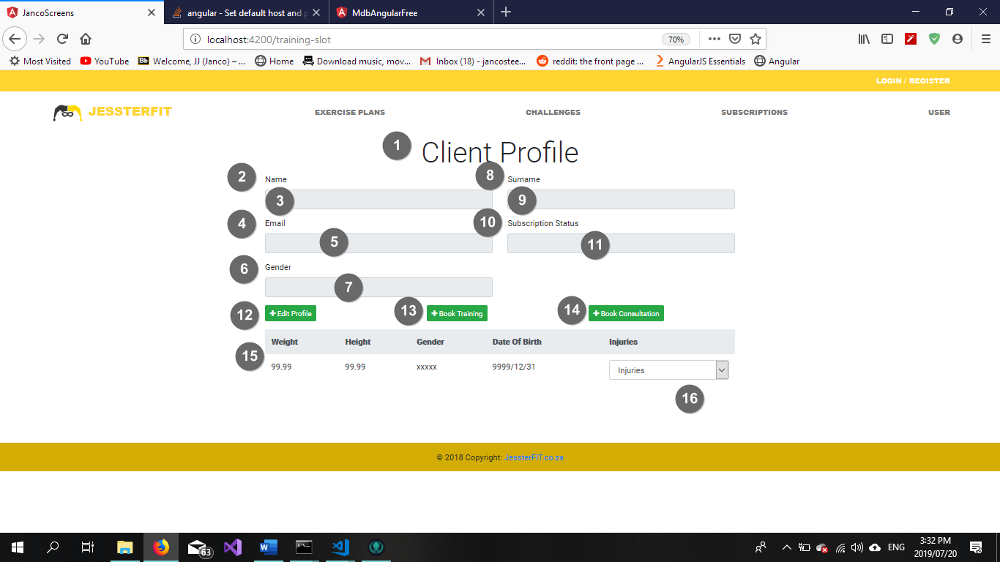 JancoScreens
angular - Set default host and p
MdbAngularFree
localhost:4200/training-slot
70%
Most Visited
YouTube
Bb
Welcome, JJ (Janco) – ...
Home
Download music, mov...
Inbox (18) - jancostee...
reddit: the front page ...
AngularJS Essentials
Angular
LOGIN / REGISTER
JESSTERFIT
EXERCISE PLANS
CHALLENGES
SUBSCRIPTIONS
USER
1
Client Profile
2
Name
8
Surname
3
9
4
Email
10
Subscription Status
5
11
6
Gender
7
12
Edit Profile
13
Book Training
14
Book Consultation
15
Weight Height Gender Date Of Birth Injuries
99.99 99.99 xxxxx 9999/12/31 Injuries
16
© 2018 Copyright: JessterFIT.co.za
63
ENG
3:32 PM
2019/07/20